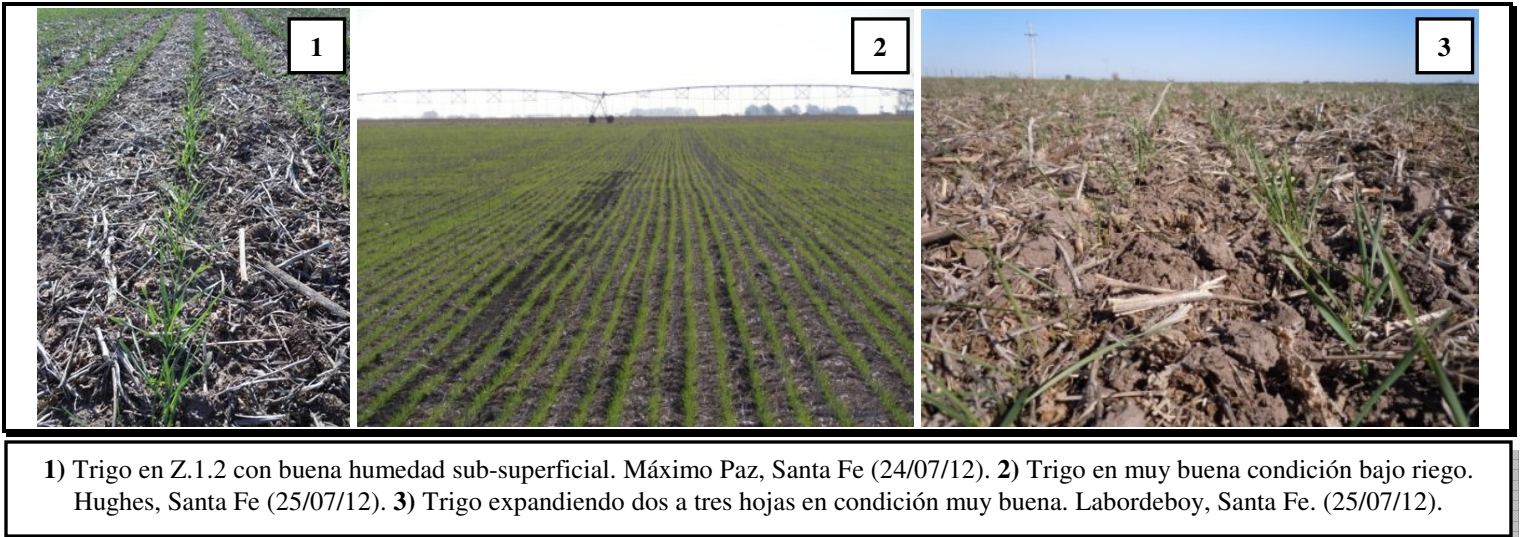 1
2
3
1) Trigo en Z.1.2 con buena humedad sub-superficial. Máximo Paz, Santa Fe (24/07/12). 2) Trigo en muy buena condición bajo riego.
Hughes, Santa Fe (25/07/12). 3) Trigo expandiendo dos a tres hojas en condición muy buena. Labordeboy, Santa Fe. (25/07/12).